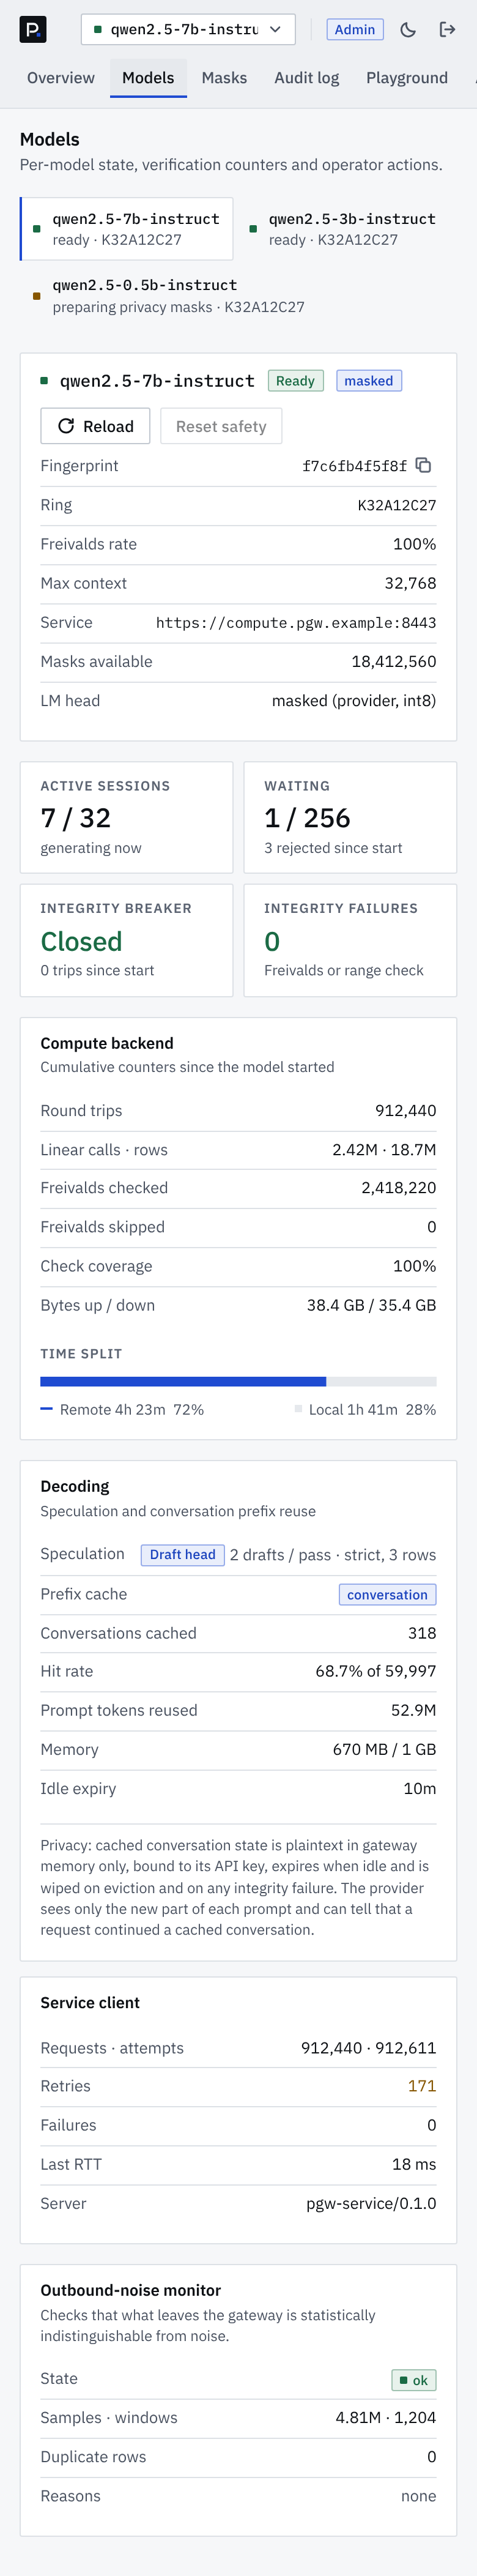 P.
qwen2.5-7b-instru
Admin
Overview Models Masks Audit log Playground
Models
Per-model state, verification counters and operator actions.
qwen2.5-7b-instruct
ready · K32A12C27
qwen2.5-3b-instruct
ready · K32A12C27
qwen2.5-0.5b-instruct
preparing privacy masks · K32A12C27
qwen2.5-7b-instruct Ready masked
Reload Reset safety
Fingerprint f7c6fb4f5f8f
Ring K32A12C27
Freivalds rate 100%
Max context 32,768
Service https://compute.pgw.example:8443
Masks available 18,412,560
LM head masked (provider, int8)
ACTIVE SESSIONS
7 / 32
generating now
WAITING
1 / 256
3 rejected since start
INTEGRITY BREAKER
Closed
0 trips since start
INTEGRITY FAILURES
0
Freivalds or range check
Compute backend
Cumulative counters since the model started
Round trips 912,440
Linear calls · rows 2.42M · 18.7M
Freivalds checked 2,418,220
Freivalds skipped 0
Check coverage 100%
Bytes up / down 38.4 GB / 35.4 GB
TIME SPLIT
Remote 4h 23m 72% Local 1h 41m 28%
Decoding
Speculation and conversation prefix reuse
Speculation Draft head 2 drafts / pass · strict, 3 rows
Prefix cache conversation
Conversations cached 318
Hit rate 68.7% of 59,997
Prompt tokens reused 52.9M
Memory 670 MB / 1 GB
Idle expiry 10m
Privacy: cached conversation state is plaintext in gateway
memory only, bound to its API key, expires when idle and is
wiped on eviction and on any integrity failure. The provider
sees only the new part of each prompt and can tell that a
request continued a cached conversation.
Service client
Requests · attempts 912,440 · 912,611
Retries 171
Failures 0
Last RTT 18 ms
Server pgw-service/0.1.0
Outbound-noise monitor
Checks that what leaves the gateway is statistically
indistinguishable from noise.
State ok
Samples · windows 4.81M · 1,204
Duplicate rows 0
Reasons none